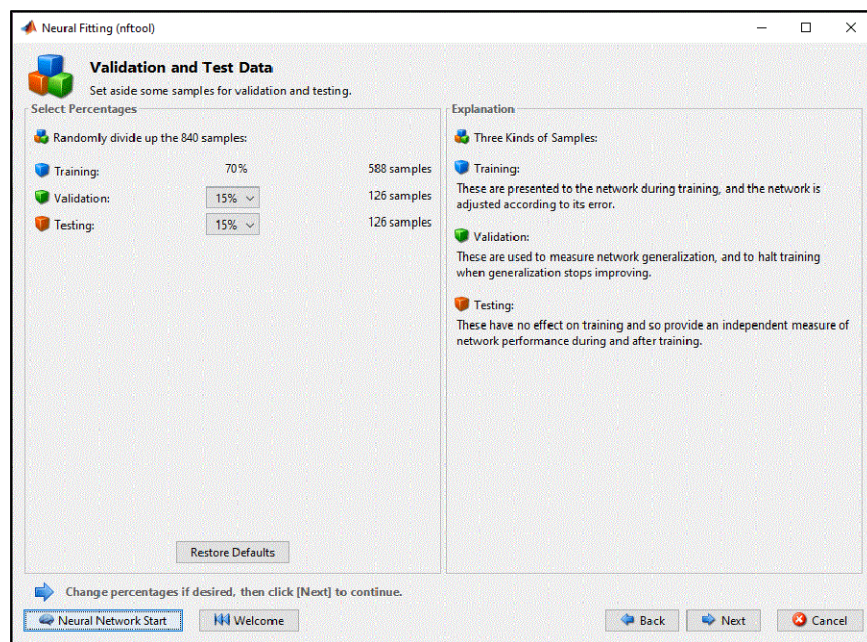 Neural Fitting (nftool)
Validation and Test Data
Set aside some samples for validation and testing.
Select Percentages
Randomly divide up the 840 samples:
Training: 70% 588 samples
Validation: 15% 126 samples
Testing: 15% 126 samples
Restore Defaults
Explanation
Three Kinds of Samples:
Training:
These are presented to the network during training, and the network is
adjusted according to its error.
Validation:
These are used to measure network generalization, and to halt training
when generalization stops improving.
Testing:
These have no effect on training and so provide an independent measure of
network performance during and after training.
Change percentages if desired, then click [Next] to continue.
Neural Network Start
Welcome
Back
Next
Cancel